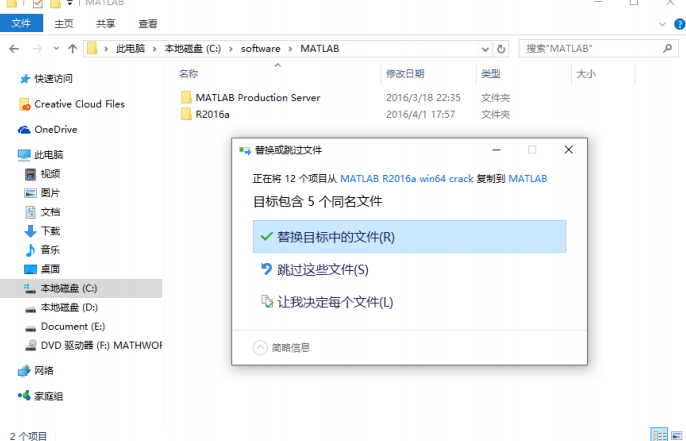 MATLAB
文件 主页 共享 查看
此电脑 本地磁盘 (C:) software MATLAB 搜索"MATLAB"
名称 修改日期 类型 大小
快速访问
Creative Cloud Files
OneDrive
此电脑
视频
图片
文档
下载
音乐
桌面
本地磁盘 (C:)
本地磁盘 (D:)
Document (E:)
DVD 驱动器 (F:) MATHWOR
网络
家庭组
MATLAB Production Server 2016/3/18 22:35 文件夹
R2016a 2016/4/1 17:57 文件夹
替换或跳过文件
正在将 12 个项目从 MATLAB R2016a win64 crack 复制到 MATLAB
目标包含 5 个同名文件
替换目标中的文件(R)
跳过这些文件(S)
让我决定每个文件(L)
简略信息
2 个项目